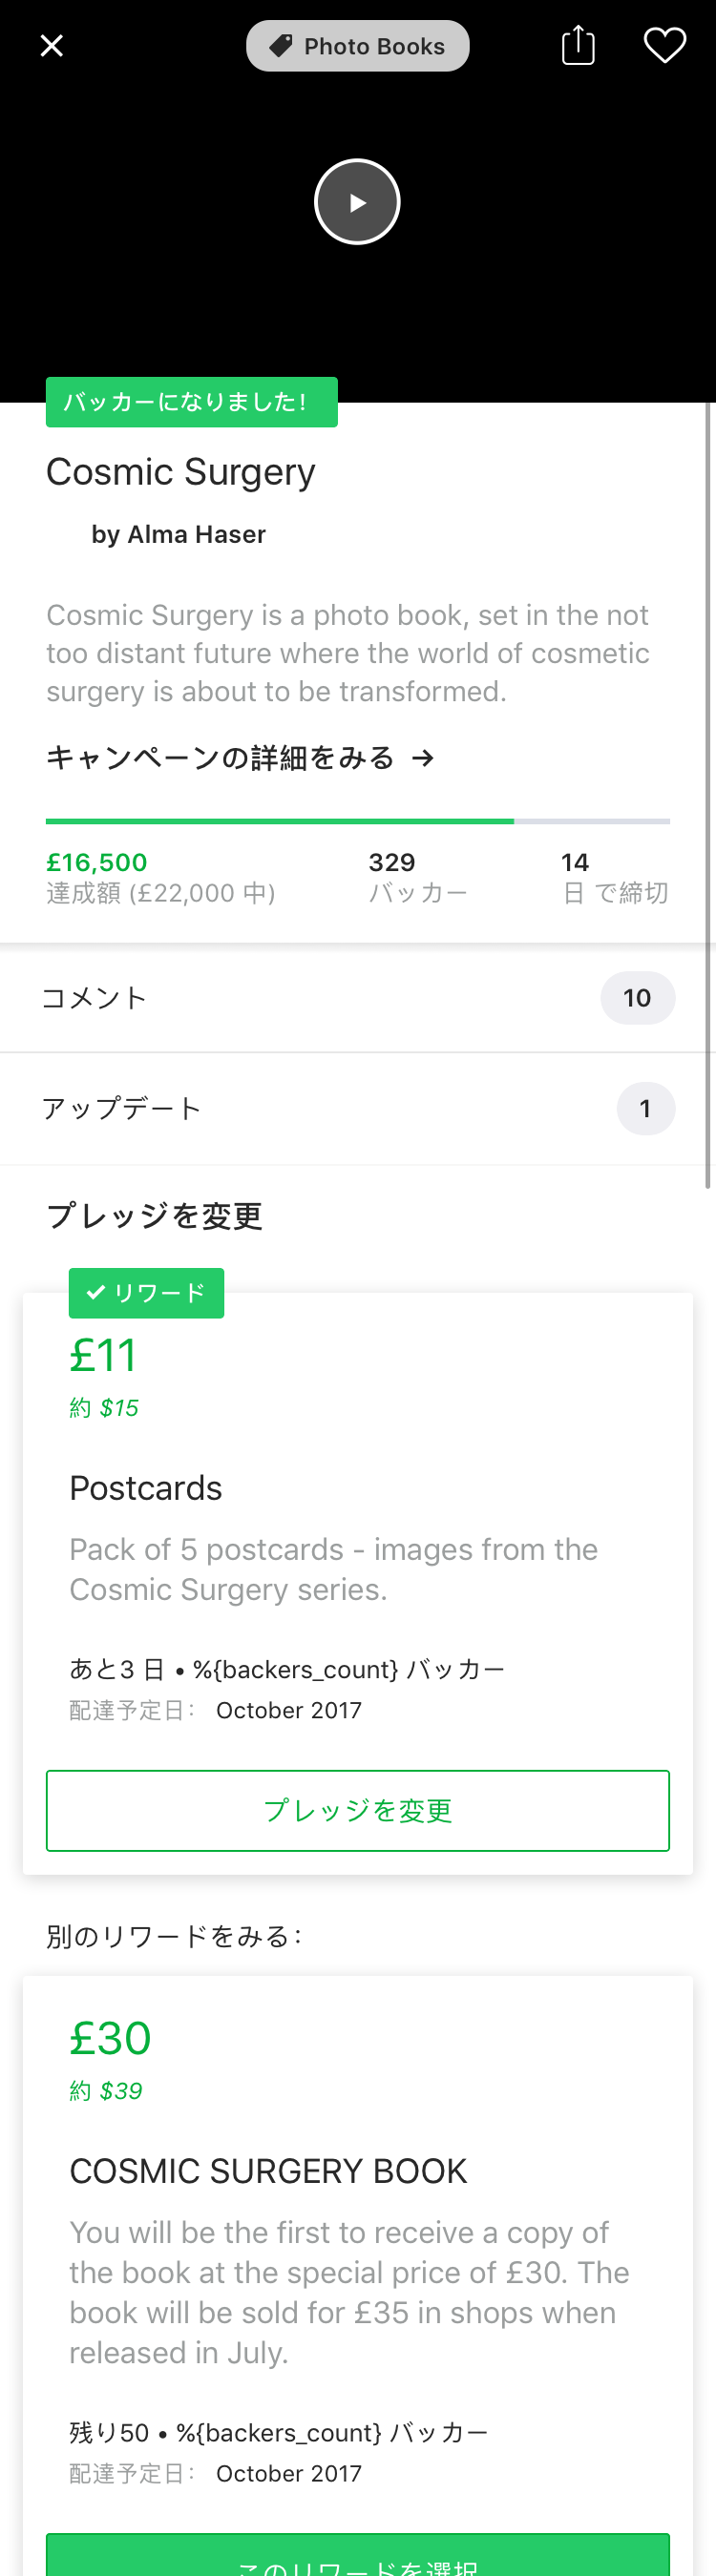 Photo Books
バッカーになりました!
Cosmic Surgery
by Alma Haser
Cosmic Surgery is a photo book, set in the not
too distant future where the world of cosmetic
surgery is about to be transformed.
キャンペーンの詳細をみる →
£16,500 329 14
達成額 (£22,000 中) バッカー 日 で締切
コメント 10
アップデート 1
プレッジを変更
✔ リワード
£11
約 $15
Postcards
Pack of 5 postcards - images from the
Cosmic Surgery series.
あと3 日 • %{backers_count} バッカー
配達予定日： October 2017
プレッジを変更
別のリワードをみる：
£30
約 $39
COSMIC SURGERY BOOK
You will be the first to receive a copy of
the book at the special price of £30. The
book will be sold for £35 in shops when
released in July.
残り50 • %{backers_count} バッカー
配達予定日： October 2017
このリワードを選択